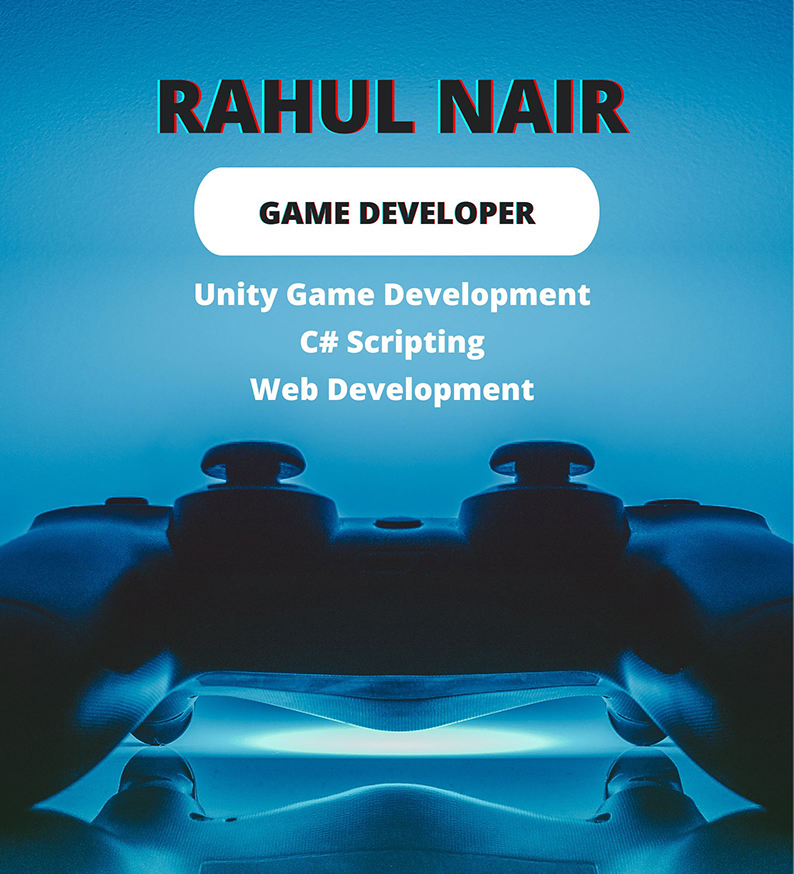 RAHUL NAIR
GAME DEVELOPER
Unity Game Development
C# Scripting
Web Development